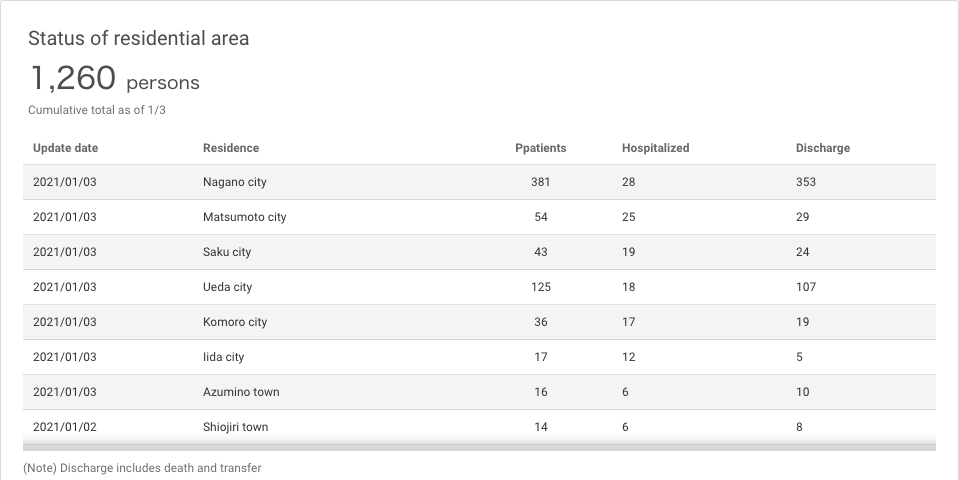 Status of residential area
1,260 persons
Cumulative total as of 1/3
Update date Residence Ppatients Hospitalized Discharge
2021/01/03 Nagano city 381 28 353
2021/01/03 Matsumoto city 54 25 29
2021/01/03 Saku city 43 19 24
2021/01/03 Ueda city 125 18 107
2021/01/03 Komoro city 36 17 19
2021/01/03 Iida city 17 12 5
2021/01/03 Azumino town 16 6 10
2021/01/02 Shiojiri town 14 6 8
(Note) Discharge includes death and transfer